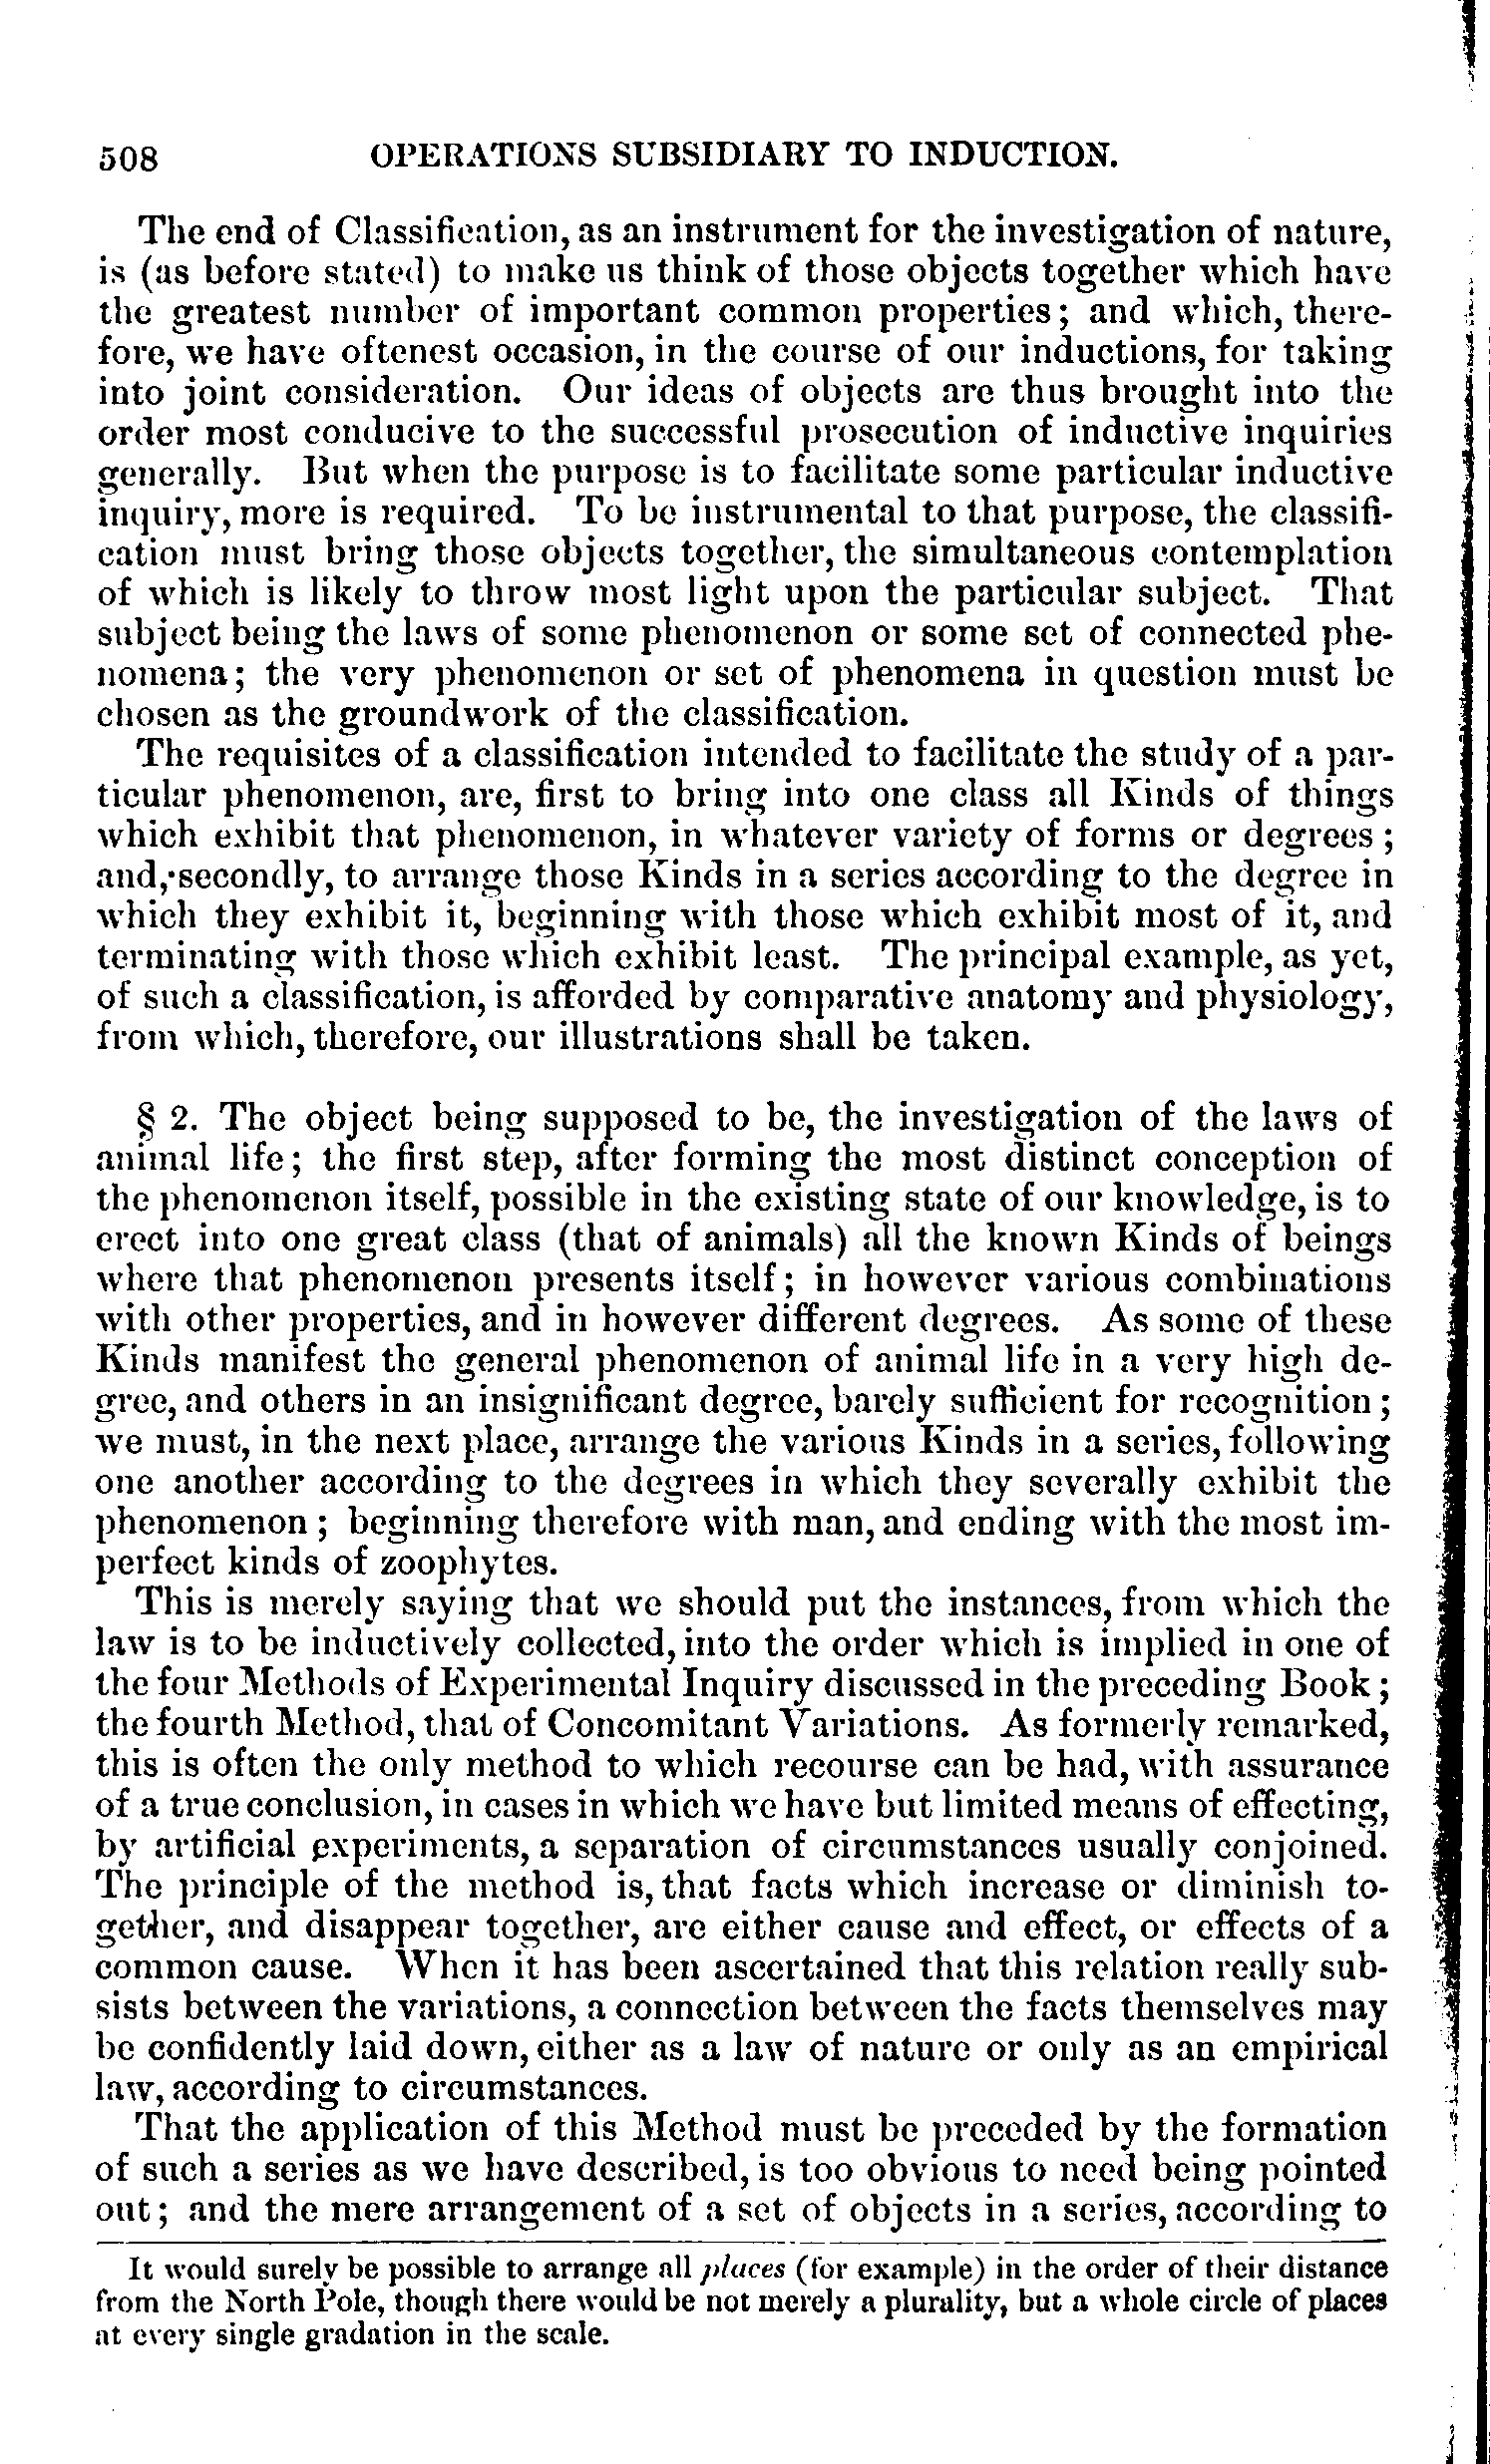 508 OPERATIONS SUBSIDIARY TO INDUCTION.
The end of Classification, as an instrument for the investigation of nature,
is (as before stated) to make us think of those objects together which have
the greatest number of important common properties; and which, there-
fore, we have oftenest occasion, in the course of our inductions, for taking
into joint consideration. Our ideas of objects are thus brought into the
order most conducive to the successful prosecution of inductive inquiries
generally. But when the purpose is to facilitate some particular inductive
inquiry, more is required. To be instrumental to that purpose, the classifi-
cation must bring those objects together, the simultaneous contemplation
of which is likely to throw most light upon the particular subject. That
subject being the laws of some phenomenon or some set of connected phe-
nomena; the very phenomenon or set of phenomena in question must be
chosen as the groundwork of the classification.
The requisites of a classification intended to facilitate the study of a par-
ticular phenomenon, are, first to bring into one class all Kinds of things
which exhibit that phenomenon, in whatever variety of forms or degrees;
and, secondly, to arrange those Kinds in a series according to the degree in
which they exhibit it, beginning with those which exhibit most of it, and
terminating with those which exhibit least. The principal example, as yet,
of such a classification, is afforded by comparative anatomy and physiology,
from which, therefore, our illustrations shall be taken.
§ 2. The object being supposed to be, the investigation of the laws of
animal life; the first step, after forming the most distinct conception of
the phenomenon itself, possible in the existing state of our knowledge, is to
erect into one great class (that of animals) all the known Kinds of beings
where that phenomenon presents itself; in however various combinations
with other properties, and in however different degrees. As some of these
Kinds manifest the general phenomenon of animal life in a very high de-
gree, and others in an insignificant degree, barely sufficient for recognition;
we must, in the next place, arrange the various Kinds in a series, following
one another according to the degrees in which they severally exhibit the
phenomenon; beginning therefore with man, and ending with the most im-
perfect kinds of zoophytes.
This is merely saying that we should put the instances, from which the
law is to be inductively collected, into the order which is implied in one of
the four Methods of Experimental Inquiry discussed in the preceding Book;
the fourth Method, that of Concomitant Variations. As formerly remarked,
this is often the only method to which recourse can be had, with assurance
of a true conclusion, in cases in which we have but limited means of effecting,
by artificial experiments, a separation of circumstances usually conjoined.
The principle of the method is, that facts which increase or diminish to-
gether, and disappear together, are either cause and effect, or effects of a
common cause. When it has been ascertained that this relation really sub-
sists between the variations, a connection between the facts themselves may
be confidently laid down, either as a law of nature or only as an empirical
law, according to circumstances.
That the application of this Method must be preceded by the formation
of such a series as we have described, is too obvious to need being pointed
out; and the mere arrangement of a set of objects in a series, according to
It would surely be possible to arrange all places (for example) in the order of their distance
from the North Pole, though there would be not merely a plurality, but a whole circle of places
at every single gradation in the scale.